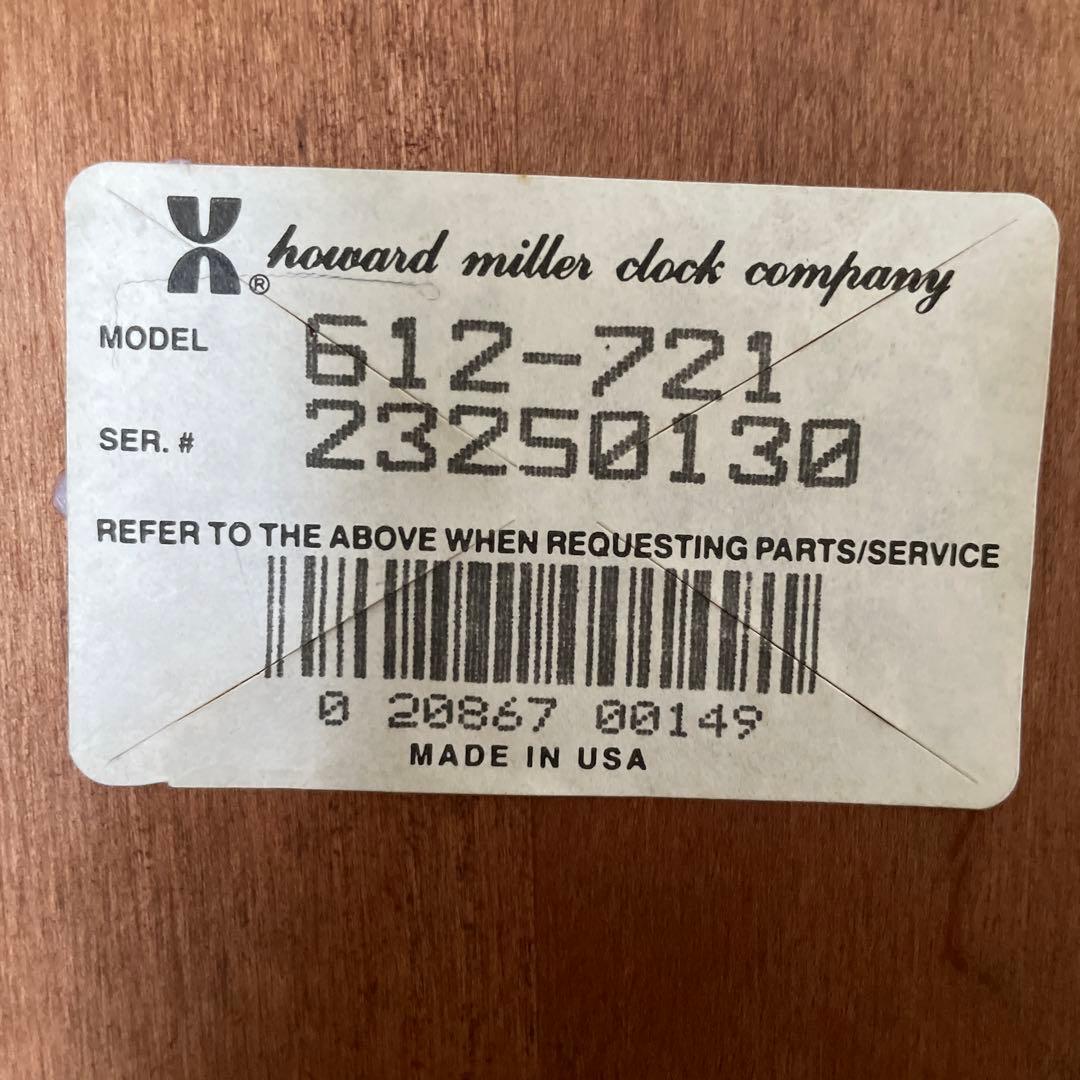 ® howard miller clock company
MODEL 612-721
SER. # 23250130
REFER TO THE ABOVE WHEN REQUESTING PARTS/SERVICE
0 20867 00149
MADE IN USA